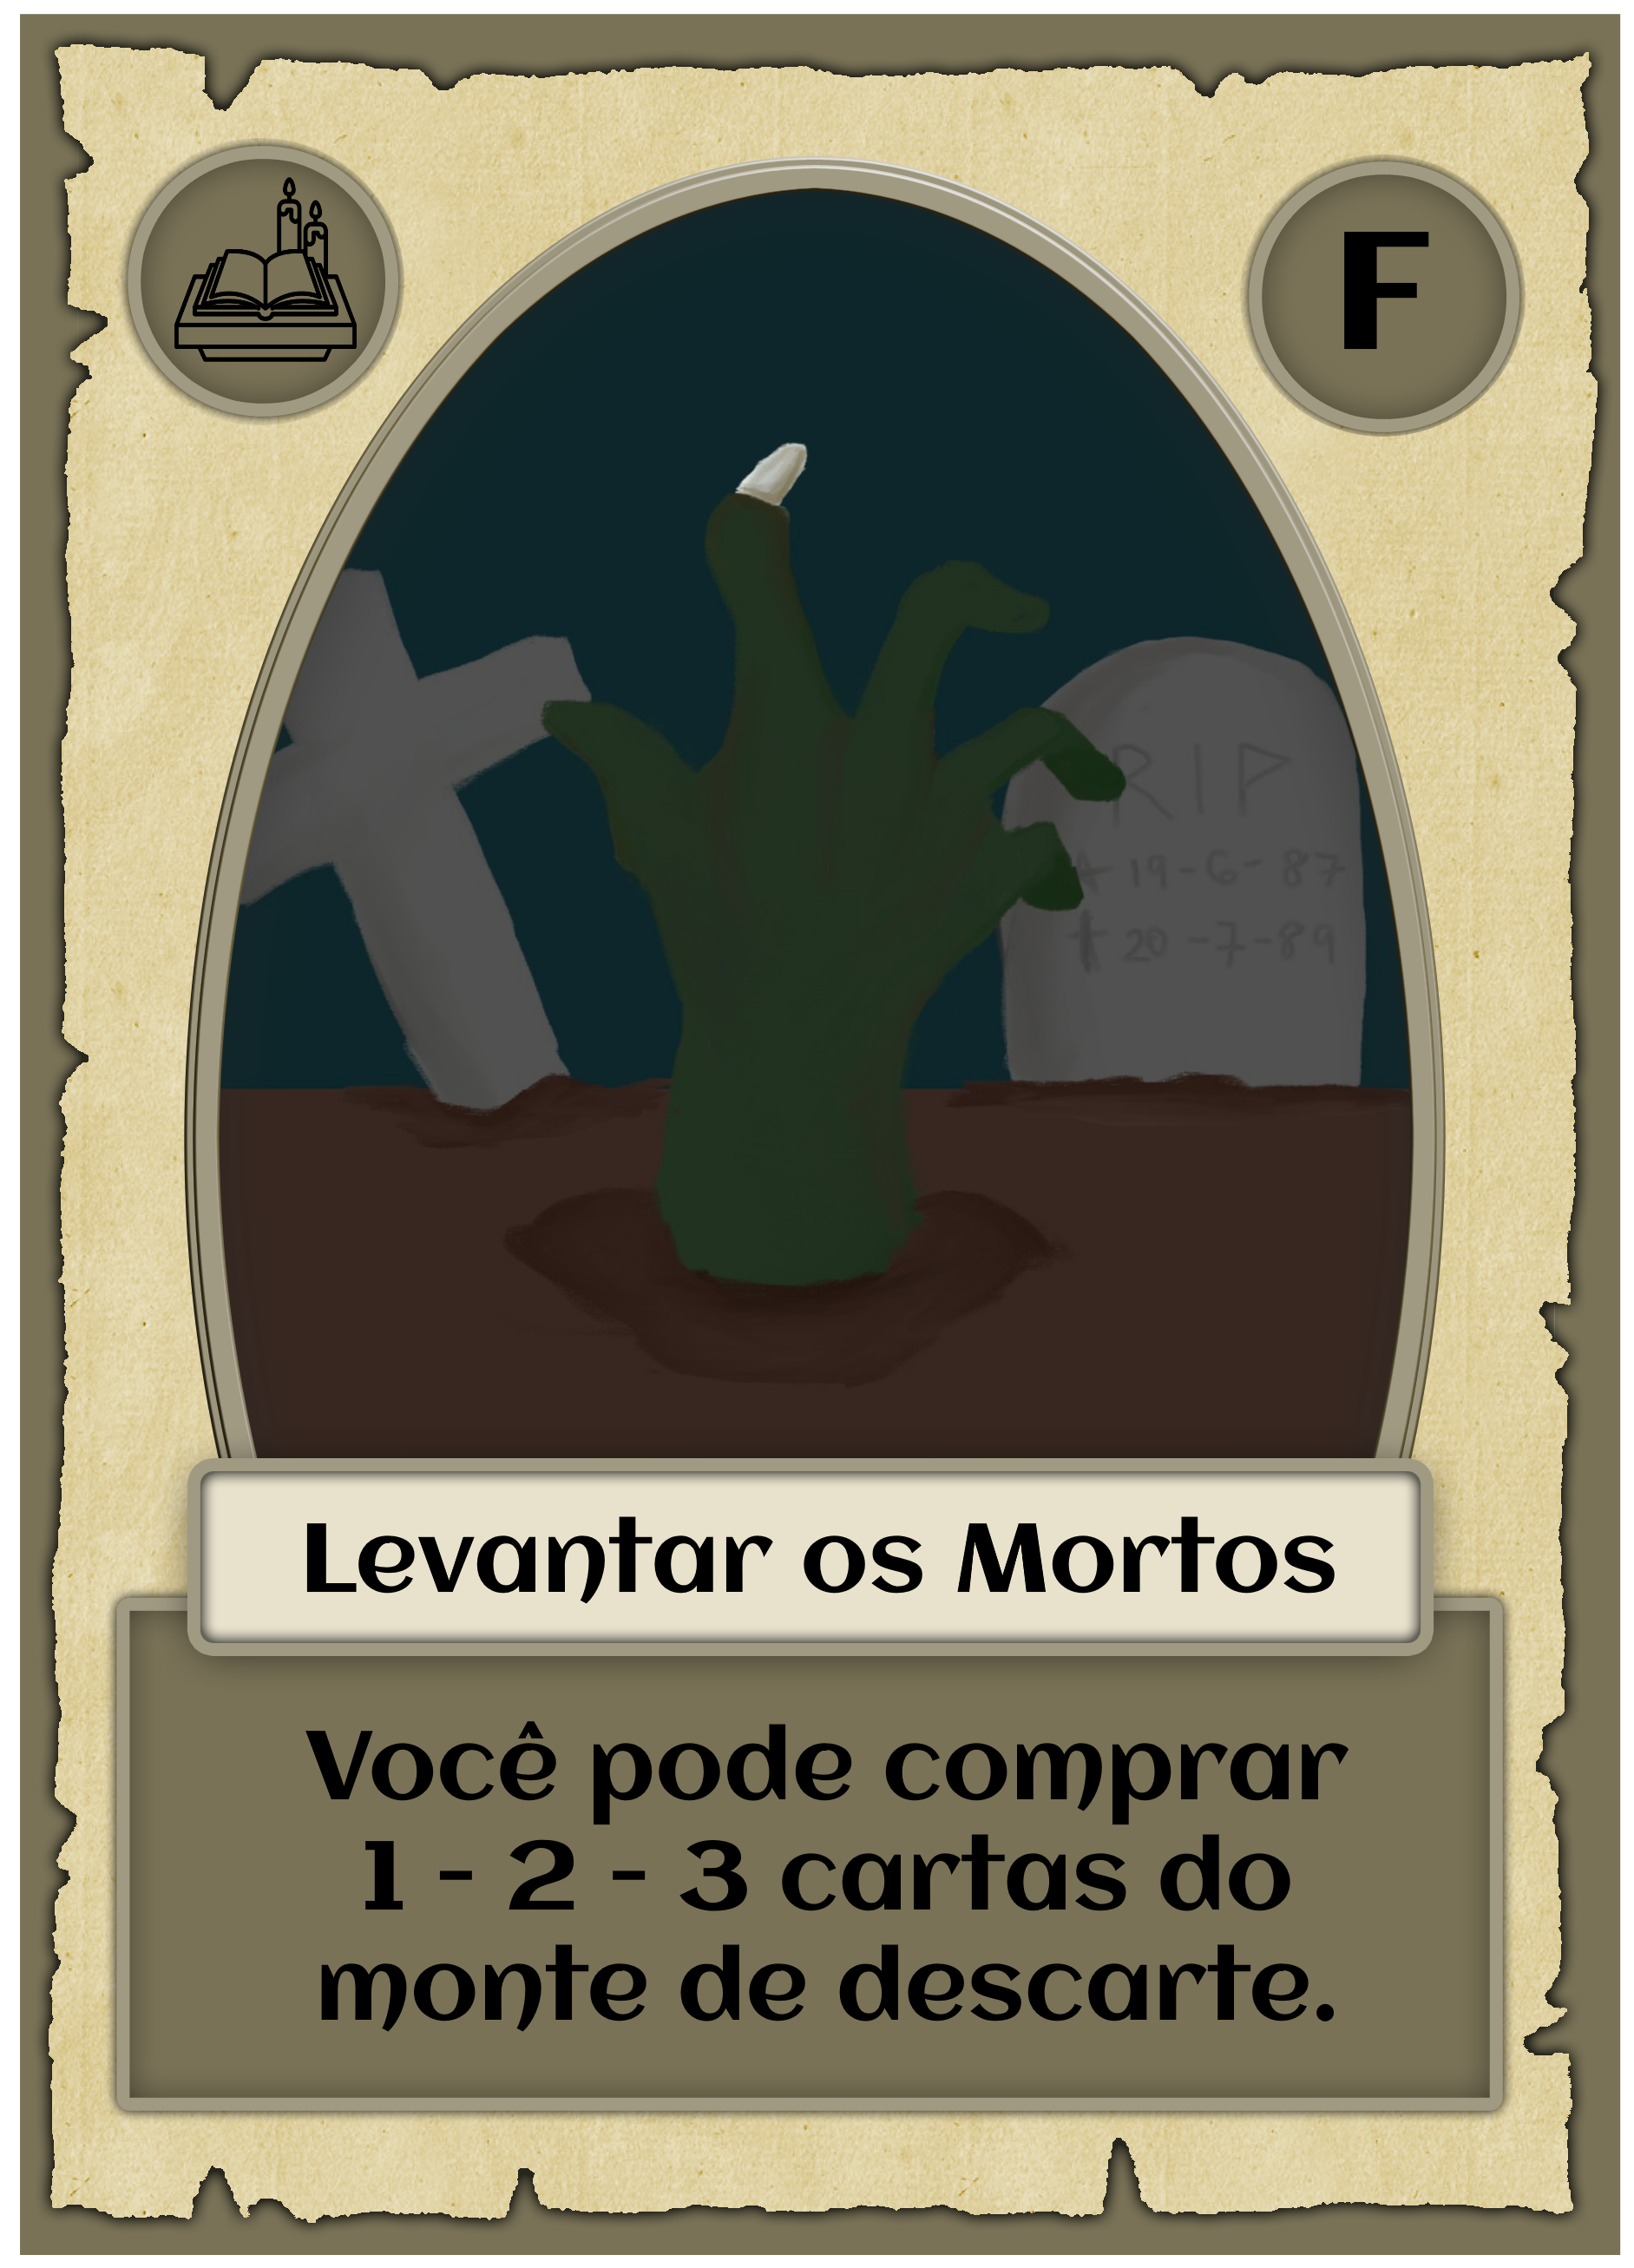 F
RIP
19-6-87
20-7-89
Levantar os Mortos
Você pode comprar
1 - 2 - 3 cartas do
monte de descarte.